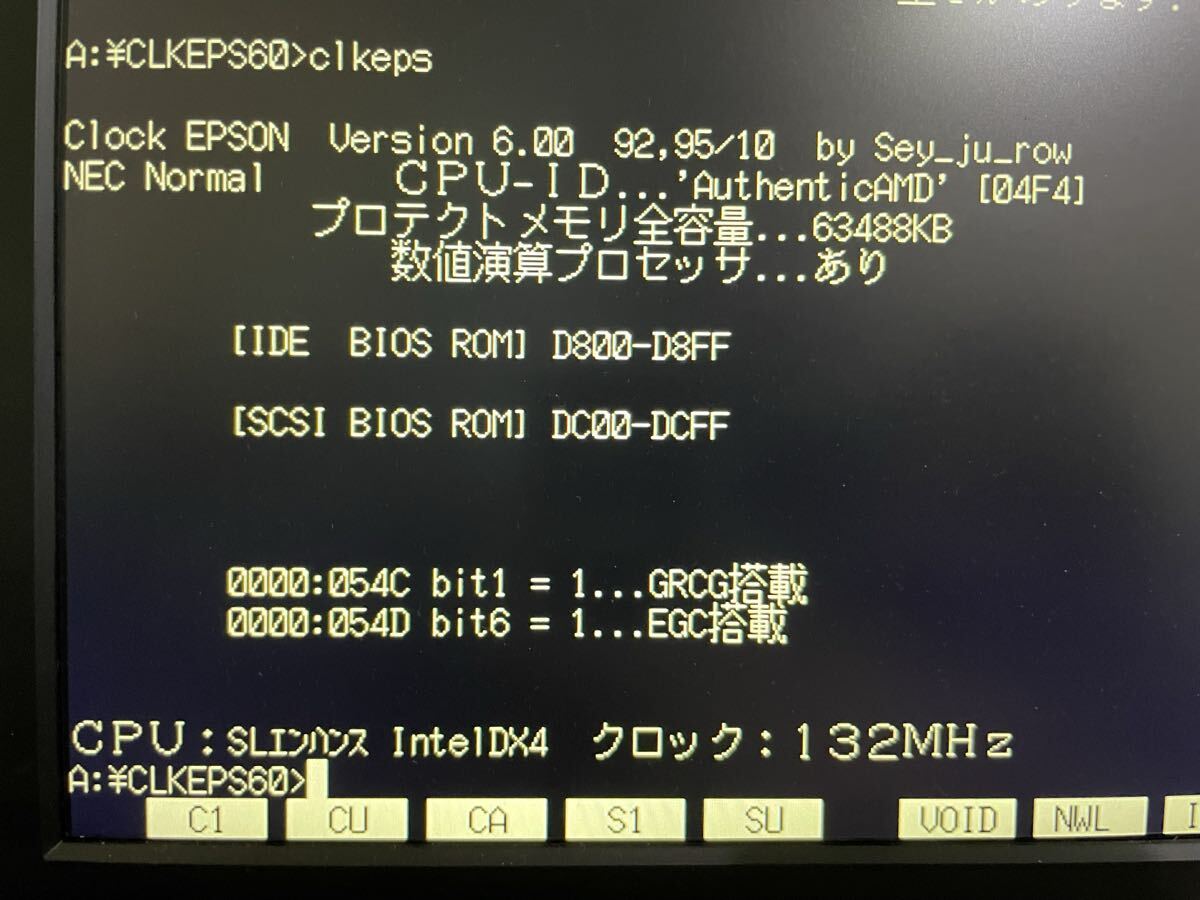 A:¥CLKEPS60>clkeps
Clock EPSON Version 6.00 92,95/10 by Sey_ju_row
NEC Normal CPU-ID...'AuthenticAMD' [04F4]
プロテクトメモリ全容量...63488KB
数値演算プロセッサ...あり
[IDE BIOS ROM] D800-D8FF
[SCSI BIOS ROM] DC00-DCFF
0000:054C bit1 = 1...GRCG搭載
0000:054D bit6 = 1...EGC搭載
CPU:SLエンハンス IntelDX4 クロック:132MHz
A:¥CLKEPS60>
C1 CU CA S1 SU VOID NWL